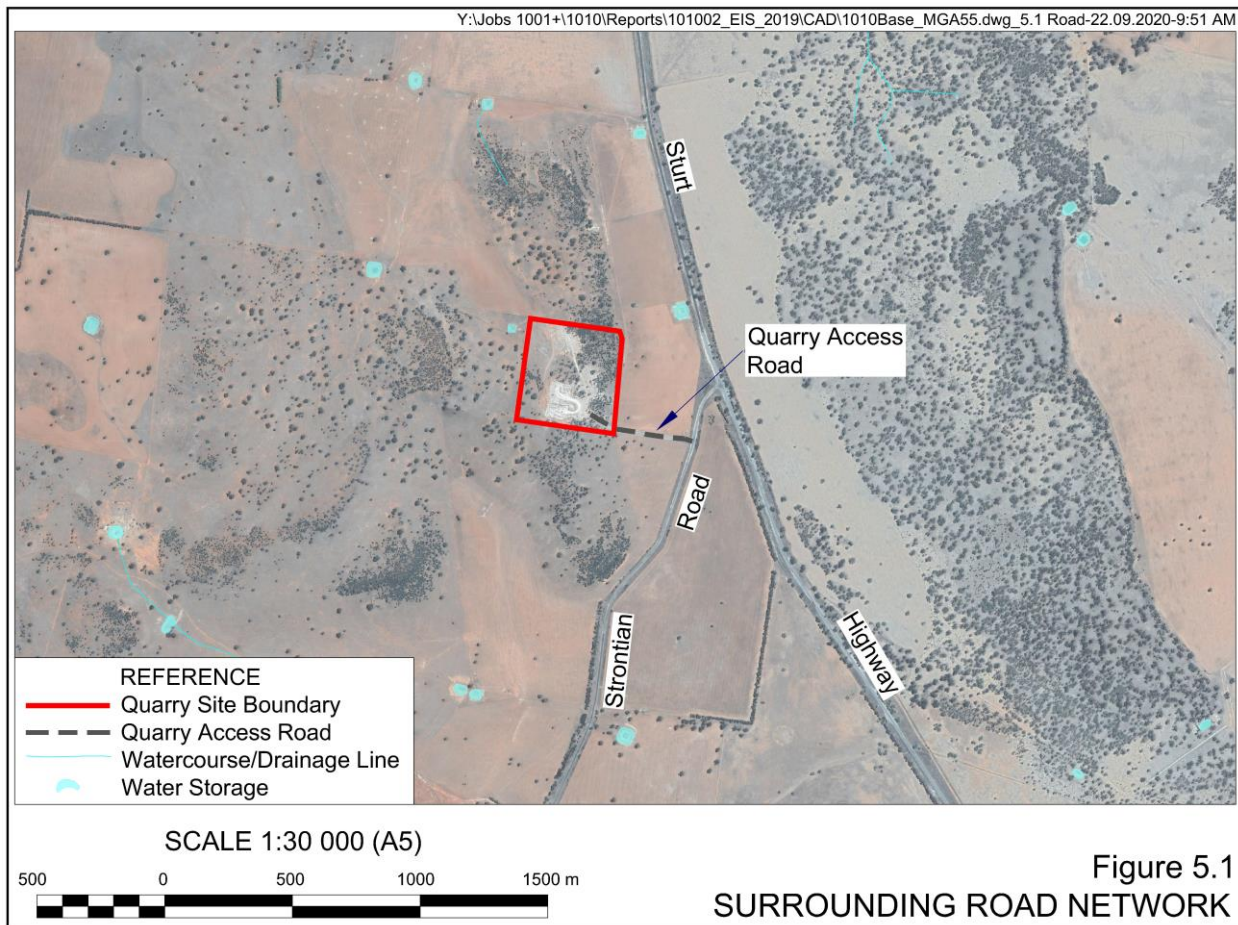 Y:\Jobs 1001+\1010\Reports\101002_EIS_2019\CAD\1010Base_MGA55.dwg_5.1 Road-22.09.2020-9:51 AM
Sturt
Quarry Access
Road
Road
Strontian
Highway
REFERENCE
Quarry Site Boundary
Quarry Access Road
Watercourse/Drainage Line
Water Storage
SCALE 1:30 000 (A5)
500 0 500 1000 1500 m
Figure 5.1
SURROUNDING ROAD NETWORK